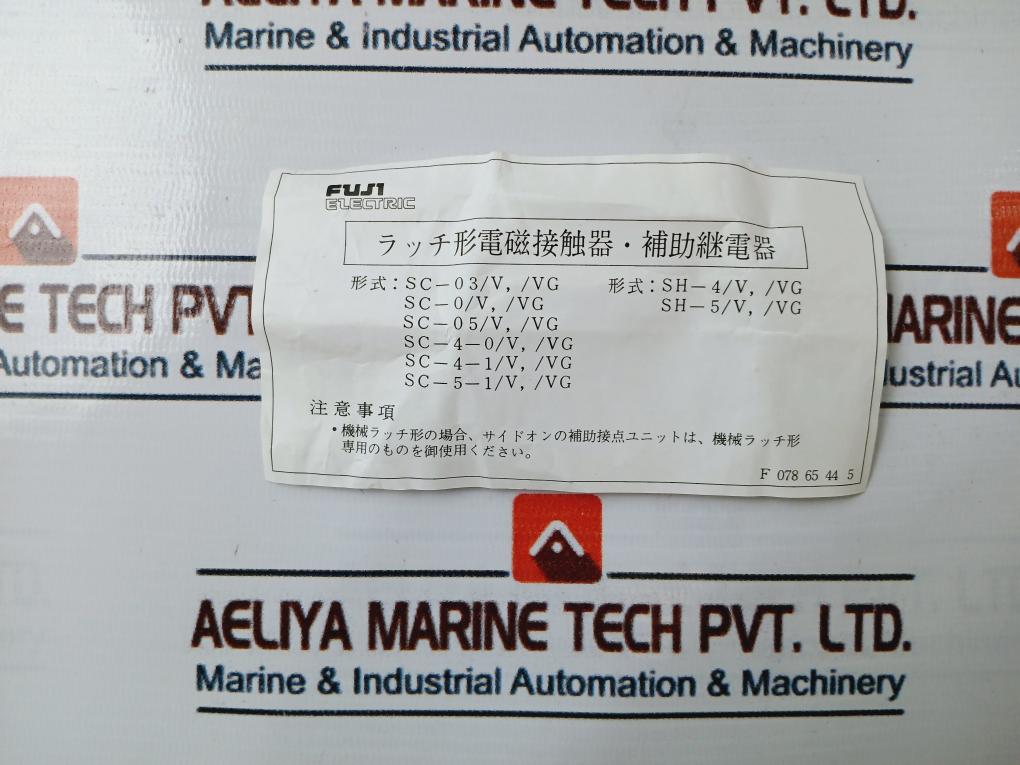 AELIYA MARINE TECH PVT. LTD.
Marine & Industrial Automation & Machinery
FUJI
ELECTRIC
ラッチ形電磁接触器・補助継電器
形式：SC－03/V，/VG
SC－0/V，/VG
SC－05/V，/VG
SC－4－0/V，/VG
SC－4－1/V，/VG
SC－5－1/V，/VG
形式：SH－4/V，/VG
SH－5/V，/VG
注意事項
・機械ラッチ形の場合、サイドオンの補助接点ユニットは、機械ラッチ形
専用のものを御使用ください。
F 078 65 44 5
E TECH PVT
Automation & Ma
MARINE
ustrial Au
AELIYA MARINE TECH PVT. LTD.
Marine & Industrial Automation & Machinery